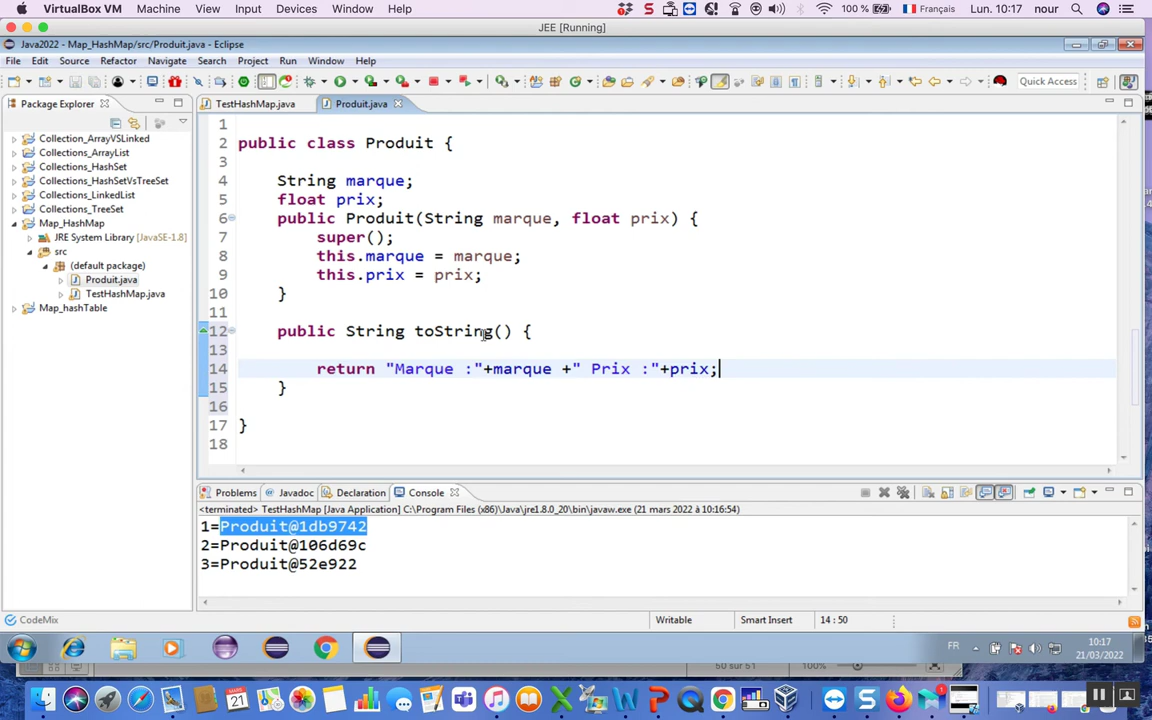 VirtualBox VM Machine View Input Devices Window Help 100 % Français Lun. 10:17 nour
JEE [Running]
Java2022 - Map_HashMap/src/Produit.java - Eclipse
File Edit Source Refactor Navigate Search Project Run Window Help
Quick Access
Package Explorer
Collection_ArrayVSLinked
Collections_ArrayList
Collections_HashSet
Collections_HashSetVsTreeSet
Collections_LinkedList
Collections_TreeSet
Map_HashMap
JRE System Library [JavaSE-1.8]
src
(default package)
Produit.java
TestHashMap.java
Map_hashTable
TestHashMap.java Produit.java
1
2 public class Produit {
3
4 String marque;
5 float prix;
6 public Produit(String marque, float prix) {
7 super();
8 this.marque = marque;
9 this.prix = prix;
10 }
11
12 public String toString() {
13
14 return "Marque :"+marque +" Prix :"+prix;
15 }
16
17 }
18
Problems Javadoc Declaration Console
<terminated> TestHashMap [Java Application] C:\Program Files (x86)\Java\jre1.8.0_20\bin\javaw.exe (21 mars 2022 à 10:16:54)
1=Produit@1db9742
2=Produit@106d69c
3=Produit@52e922
CodeMix Writable Smart Insert 14 : 50
FR 10:17
21/03/2022
50 sur 51 100%
MARS
21